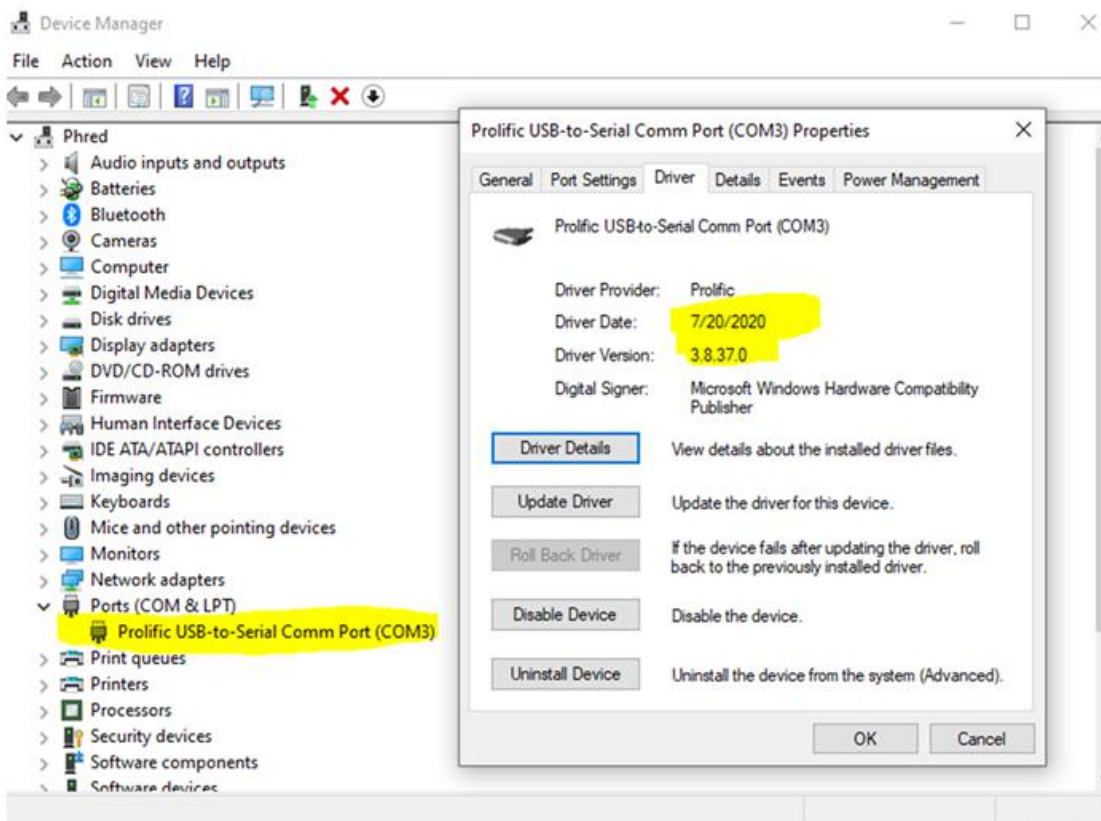 Device Manager
File Action View Help
Phred
Audio inputs and outputs
Batteries
Bluetooth
Cameras
Computer
Digital Media Devices
Disk drives
Display adapters
DVD/CD-ROM drives
Firmware
Human Interface Devices
IDE ATA/ATAPI controllers
Imaging devices
Keyboards
Mice and other pointing devices
Monitors
Network adapters
Ports (COM & LPT)
Prolific USB-to-Serial Comm Port (COM3)
Print queues
Printers
Processors
Security devices
Software components
Software devices
Prolific USB-to-Serial Comm Port (COM3) Properties
General Port Settings Driver Details Events Power Management
Prolific USB-to-Serial Comm Port (COM3)
Driver Provider: Prolific
Driver Date: 7/20/2020
Driver Version: 3.8.37.0
Digital Signer: Microsoft Windows Hardware Compatibility
Publisher
Driver Details View details about the installed driver files.
Update Driver Update the driver for this device.
Roll Back Driver If the device fails after updating the driver, roll
back to the previously installed driver.
Disable Device Disable the device.
Uninstall Device Uninstall the device from the system (Advanced).
OK Cancel